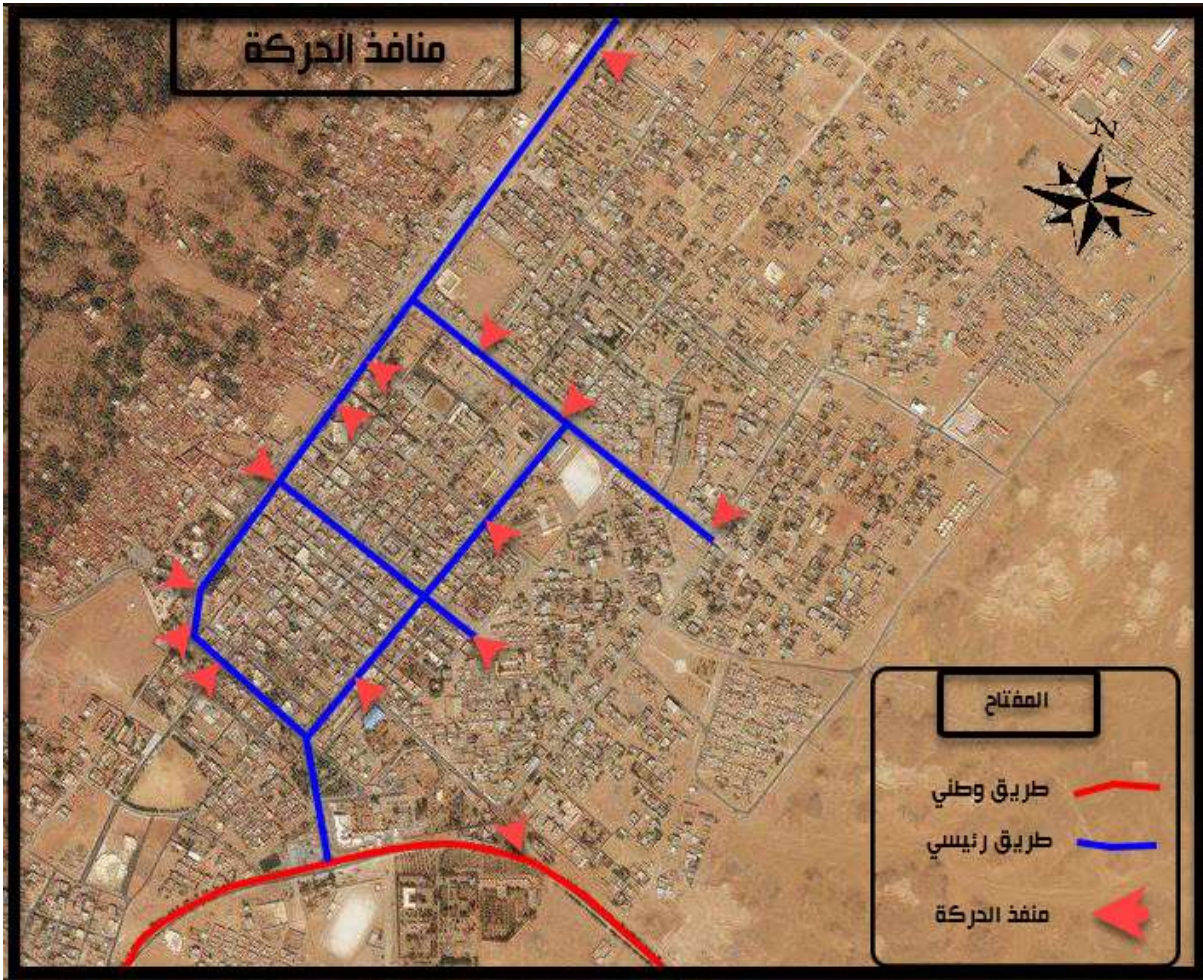 منافذ الحركة
N
المفتاح
طريق وطني
طريق رئيسي
منفذ الحركة